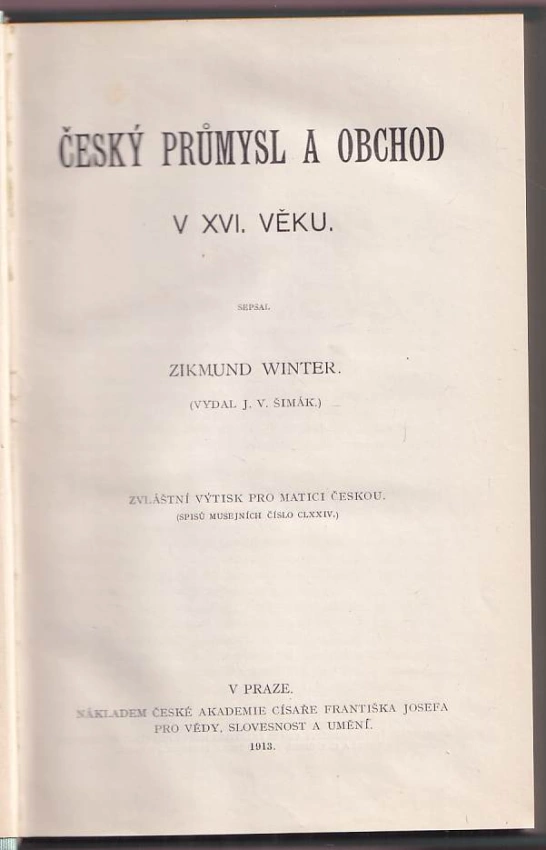 ČESKÝ PRŮMYSL A OBCHOD
V XVI. VĚKU.
SEPSAL
ZIKMUND WINTER.
(VYDAL J. V. ŠIMÁK.)
ZVLÁŠTNÍ VÝTISK PRO MATICI ČESKOU.
(SPISŮ MUSEJNÍCH ČÍSLO CLXXIV.)
V PRAZE.
NÁKLADEM ČESKÉ AKADEMIE CÍSAŘE FRANTIŠKA JOSEFA
PRO VĚDY, SLOVESNOST A UMĚNÍ.
1913.